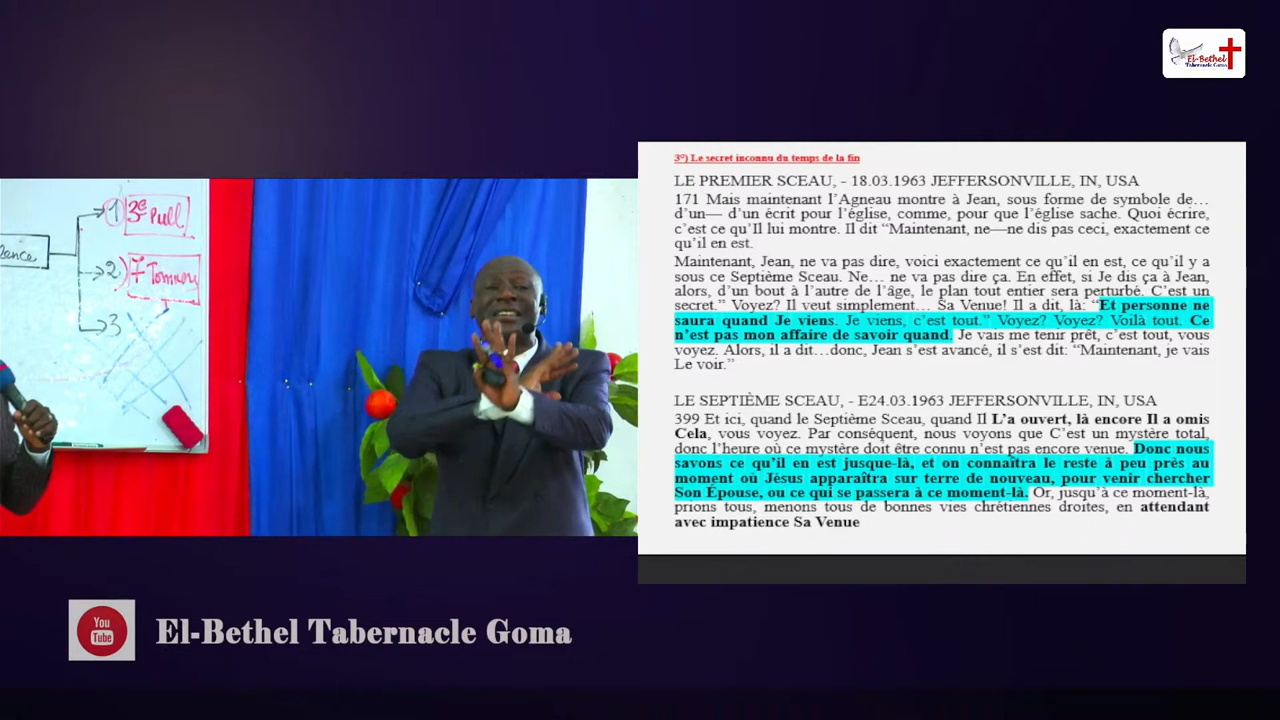 El-Bethel
Tabernacle Goma
3°) Le secret inconnu du temps de la fin
LE PREMIER SCEAU, - 18.03.1963 JEFFERSONVILLE, IN, USA
171 Mais maintenant l'Agneau montre à Jean, sous forme de symbole de…
d'un— d'un écrit pour l'église, comme, pour que l'église sache. Quoi écrire,
c'est ce qu'Il lui montre. Il dit "Maintenant, ne—ne dis pas ceci, exactement ce
qu'il en est.
Maintenant, Jean, ne va pas dire, voici exactement ce qu'il en est, ce qu'il y a
sous ce Septième Sceau. Ne… ne va pas dire ça. En effet, si Je dis ça à Jean,
alors, d'un bout à l'autre de l'âge, le plan tout entier sera perturbé. C'est un
secret." Voyez? Il veut simplement… Sa Venue! Il a dit, là: "Et personne ne
saura quand Je viens. Je viens, c'est tout." Voyez? Voyez? Voilà tout. Ce
n'est pas mon affaire de savoir quand. Je vais me tenir prêt, c'est tout, vous
voyez. Alors, il a dit…donc, Jean s'est avancé, il s'est dit: "Maintenant, je vais
Le voir."
LE SEPTIÈME SCEAU, - E24.03.1963 JEFFERSONVILLE, IN, USA
399 Et ici, quand le Septième Sceau, quand Il L'a ouvert, là encore Il a omis
Cela, vous voyez. Par conséquent, nous voyons que C'est un mystère total,
donc l'heure où ce mystère doit être connu n'est pas encore venue. Donc nous
savons ce qu'il en est jusque-là, et on connaîtra le reste à peu près au
moment où Jésus apparaîtra sur terre de nouveau, pour venir chercher
Son Épouse, ou ce qui se passera à ce moment-là. Or, jusqu'à ce moment-là,
prions tous, menons tous de bonnes vies chrétiennes droites, en attendant
avec impatience Sa Venue
1 3e Pull
2) 7 Tonnerr
3
You
Tube
El-Bethel Tabernacle Goma